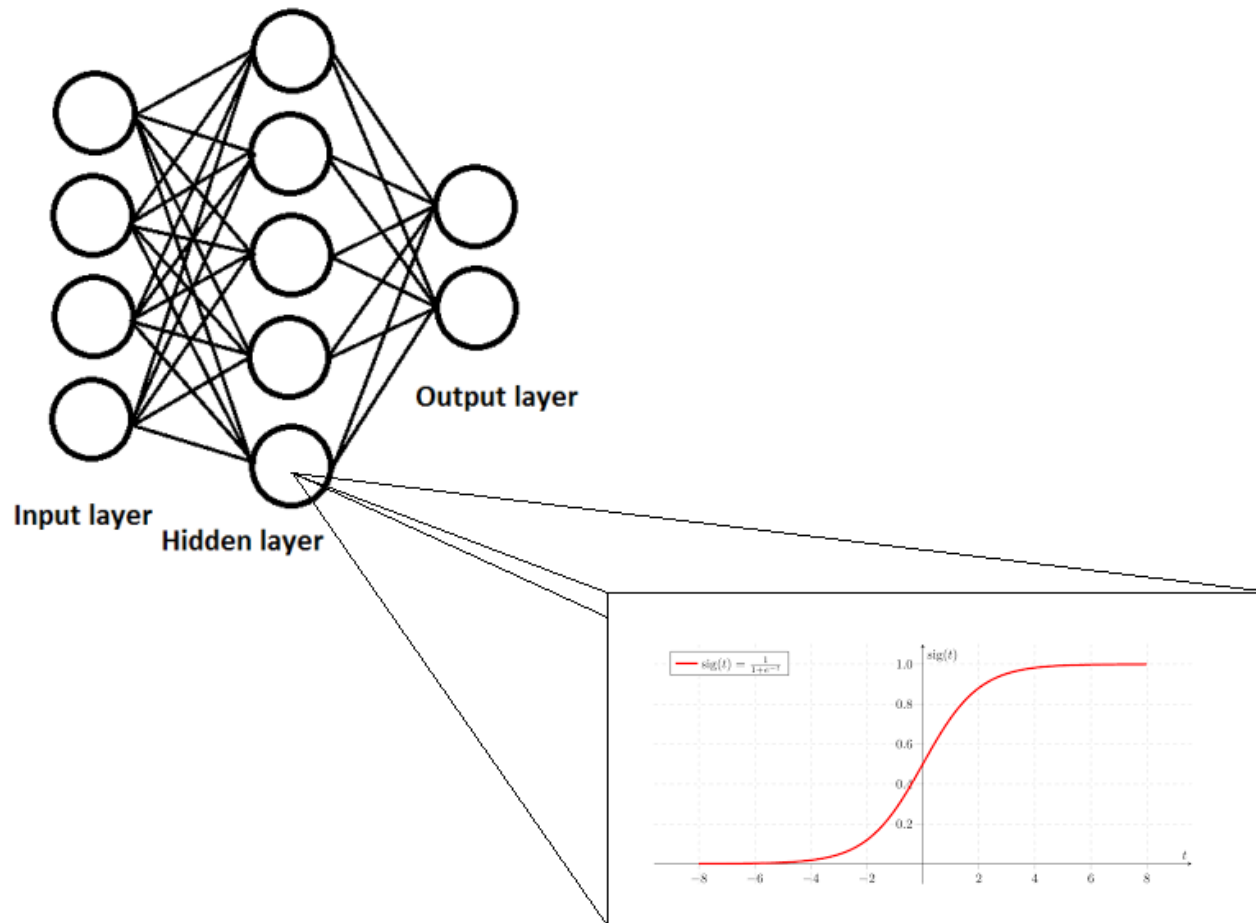 Output layer
Input layer
Hidden layer
sig(t) = 1/(1+e^−t)
sig(t)
1.0
0.8
0.6
0.4
0.2
t
−8 −6 −4 −2 2 4 6 8